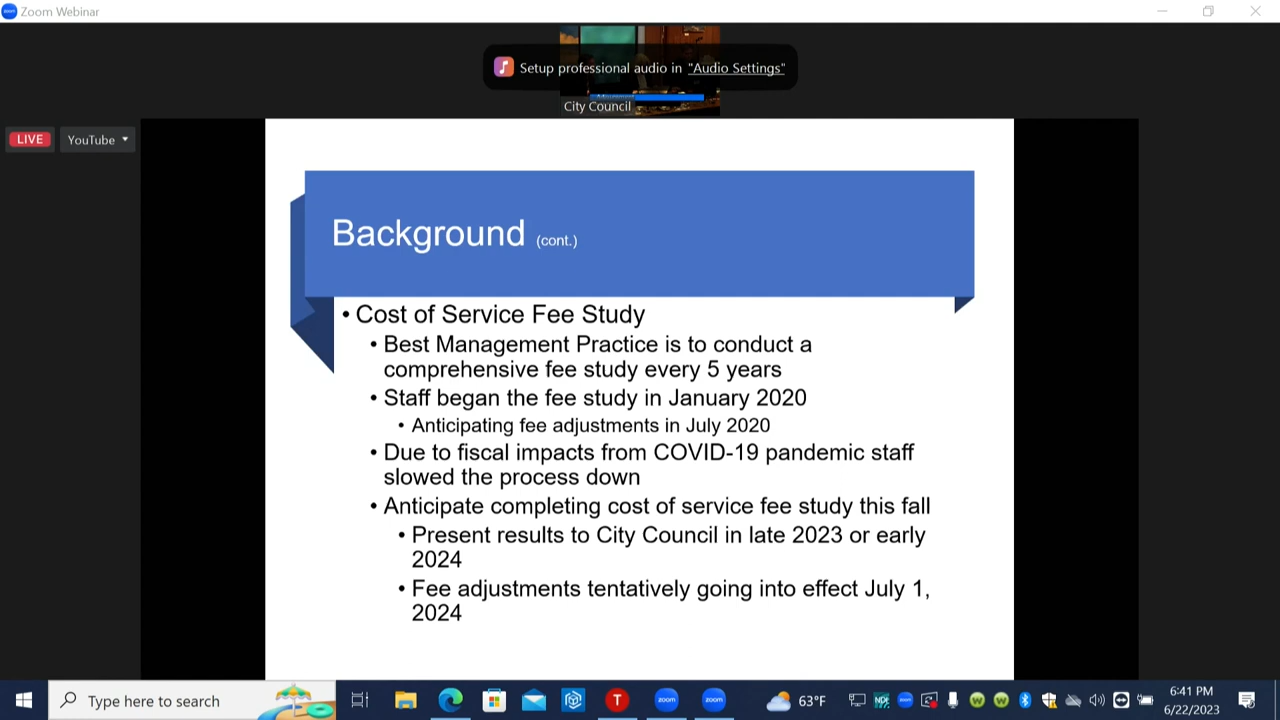 Zoom Webinar
Setup professional audio in "Audio Settings"
City Council
LIVE
YouTube
Background (cont.)
• Cost of Service Fee Study
• Best Management Practice is to conduct a
comprehensive fee study every 5 years
• Staff began the fee study in January 2020
• Anticipating fee adjustments in July 2020
• Due to fiscal impacts from COVID-19 pandemic staff
slowed the process down
• Anticipate completing cost of service fee study this fall
• Present results to City Council in late 2023 or early
2024
• Fee adjustments tentatively going into effect July 1,
2024
Type here to search
T
zoom
zoom
63°F
NDI
6:41 PM
6/22/2023